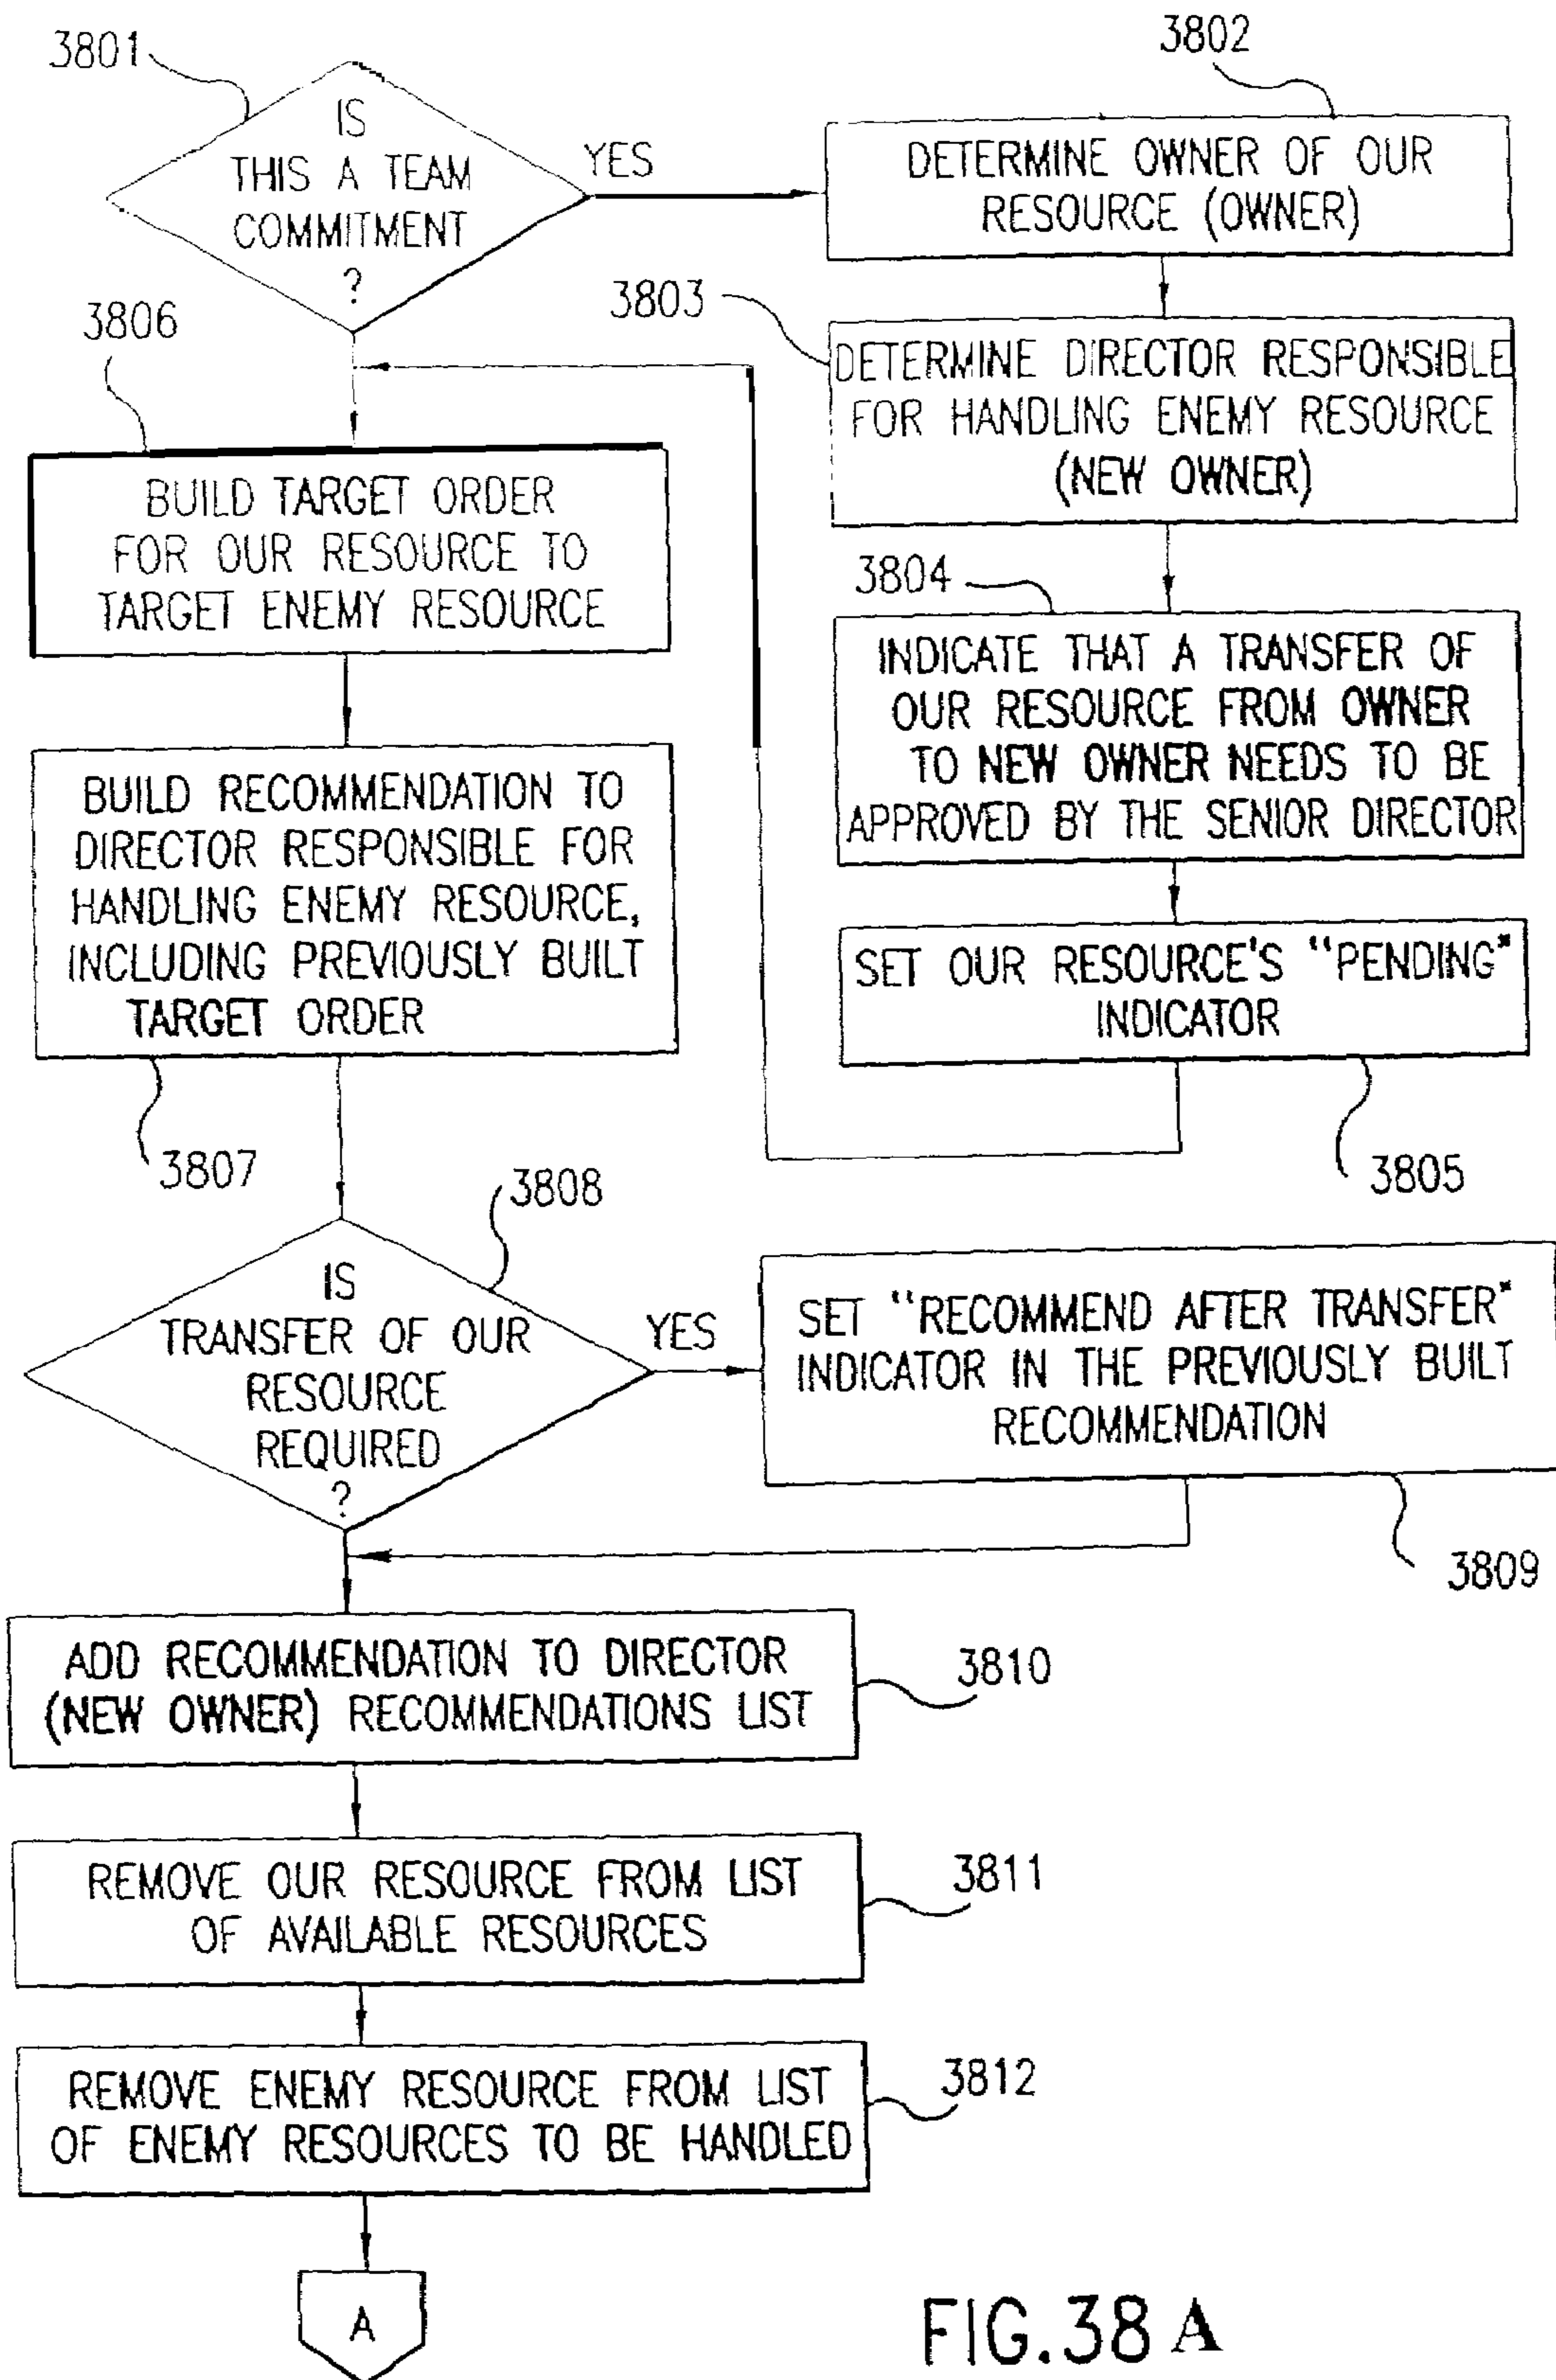 3801
IS
THIS A TEAM
COMMITMENT
?
YES
3802
DETERMINE OWNER OF OUR
RESOURCE (OWNER)
3803
DETERMINE DIRECTOR RESPONSIBLE
FOR HANDLING ENEMY RESOURCE
(NEW OWNER)
3804
INDICATE THAT A TRANSFER OF
OUR RESOURCE FROM OWNER
TO NEW OWNER NEEDS TO BE
APPROVED BY THE SENIOR DIRECTOR
SET OUR RESOURCE'S "PENDING"
INDICATOR
3805
3806
BUILD TARGET ORDER
FOR OUR RESOURCE TO
TARGET ENEMY RESOURCE
BUILD RECOMMENDATION TO
DIRECTOR RESPONSIBLE FOR
HANDLING ENEMY RESOURCE,
INCLUDING PREVIOUSLY BUILT
TARGET ORDER
3807
3808
IS
TRANSFER OF OUR
RESOURCE
REQUIRED
?
YES
SET "RECOMMEND AFTER TRANSFER"
INDICATOR IN THE PREVIOUSLY BUILT
RECOMMENDATION
3809
ADD RECOMMENDATION TO DIRECTOR
(NEW OWNER) RECOMMENDATIONS LIST
3810
REMOVE OUR RESOURCE FROM LIST
OF AVAILABLE RESOURCES
3811
REMOVE ENEMY RESOURCE FROM LIST
OF ENEMY RESOURCES TO BE HANDLED
3812
A
FIG.38 A